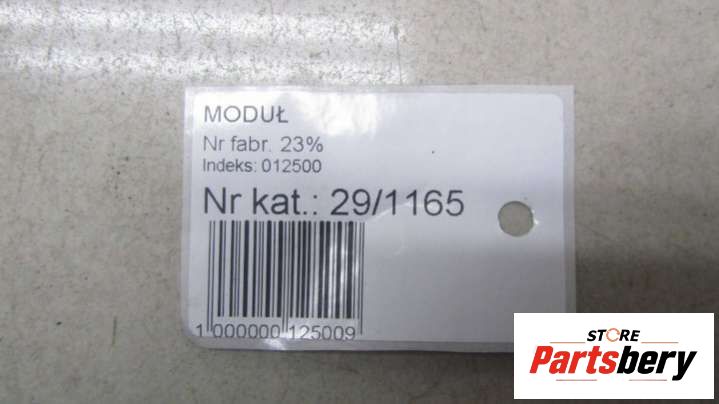 MODUŁ
Nr fabr. 23%
Indeks: 012500
Nr kat.: 29/1165
1 000000 125009
STORE
Partsbery